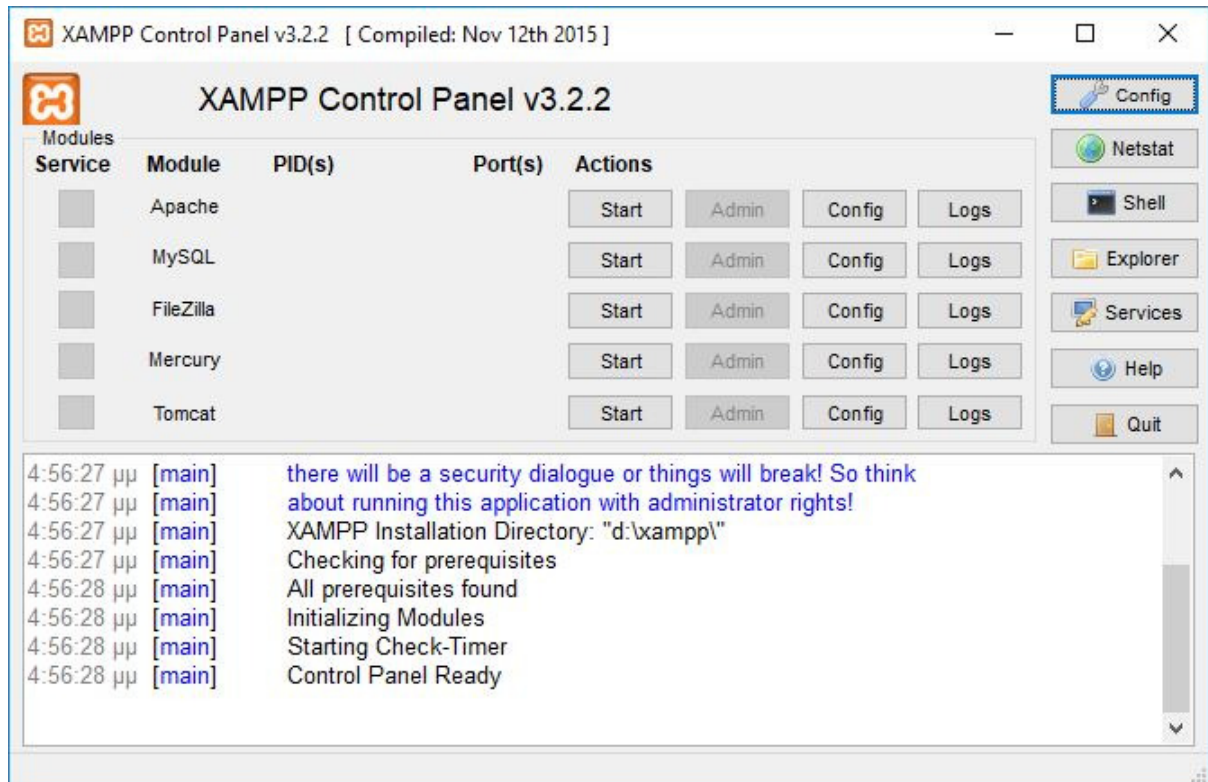 XAMPP Control Panel v3.2.2 [ Compiled: Nov 12th 2015 ]
XAMPP Control Panel v3.2.2
Config
Modules
Service Module PID(s) Port(s) Actions
Netstat
Apache Start Admin Config Logs
Shell
MySQL Start Admin Config Logs
Explorer
FileZilla Start Admin Config Logs
Services
Mercury Start Admin Config Logs
Help
Tomcat Start Admin Config Logs
Quit
4:56:27 μμ [main] there will be a security dialogue or things will break! So think
4:56:27 μμ [main] about running this application with administrator rights!
4:56:27 μμ [main] XAMPP Installation Directory: "d:\xampp\"
4:56:27 μμ [main] Checking for prerequisites
4:56:28 μμ [main] All prerequisites found
4:56:28 μμ [main] Initializing Modules
4:56:28 μμ [main] Starting Check-Timer
4:56:28 μμ [main] Control Panel Ready